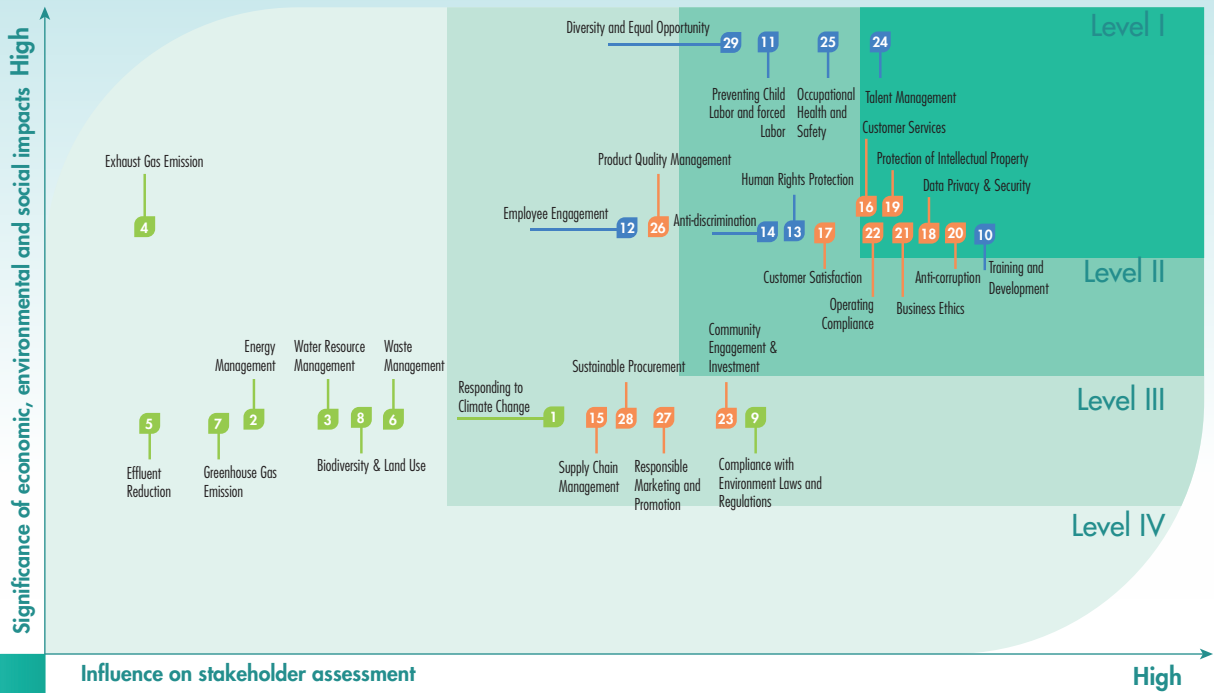 Significance of economic, environmental and social impacts High
Level I
Diversity and Equal Opportunity
29
11
25
24
Preventing Child
Labor and forced
Labor
Occupational
Health and
Safety
Talent Management
Customer Services
Exhaust Gas Emission
Product Quality Management
Protection of Intellectual Property
Human Rights Protection
Data Privacy & Security
16
19
Employee Engagement
Anti-discrimination
4
12
26
14
13
17
22
21
18
20
10
Level II
Customer Satisfaction
Anti-corruption
Training and
Development
Operating
Compliance
Business Ethics
Community
Engagement &
Investment
Energy
Management
Water Resource
Management
Waste
Management
Sustainable Procurement
Responding to
Climate Change
Level III
5
7
2
3
8
6
1
15
28
27
23
9
Effluent
Reduction
Greenhouse Gas
Emission
Biodiversity & Land Use
Supply Chain
Management
Responsible
Marketing and
Promotion
Compliance with
Environment Laws and
Regulations
Level IV
Influence on stakeholder assessment
High